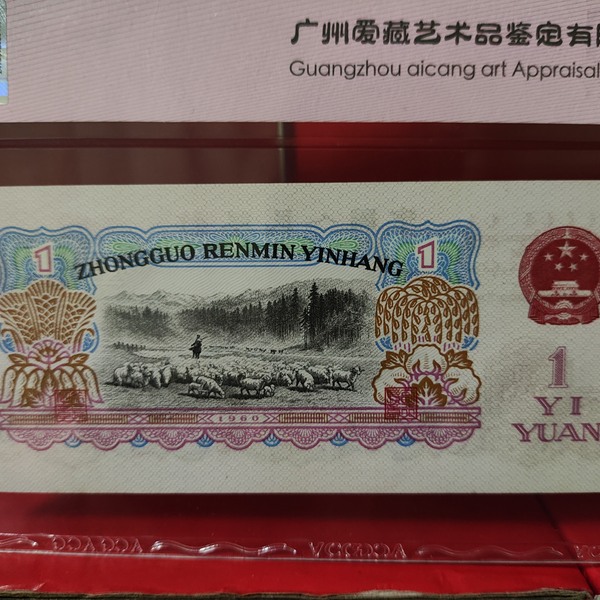 广州爱藏艺术品鉴定有
Guangzhou aicang art Appraisal
1
ZHONGGUO RENMIN YINHANG
1
1960
1
YI
YUAN